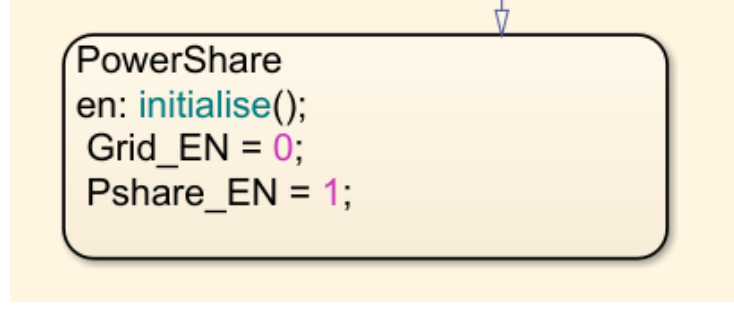 PowerShare
en: initialise();
Grid_EN = 0;
Pshare_EN = 1;